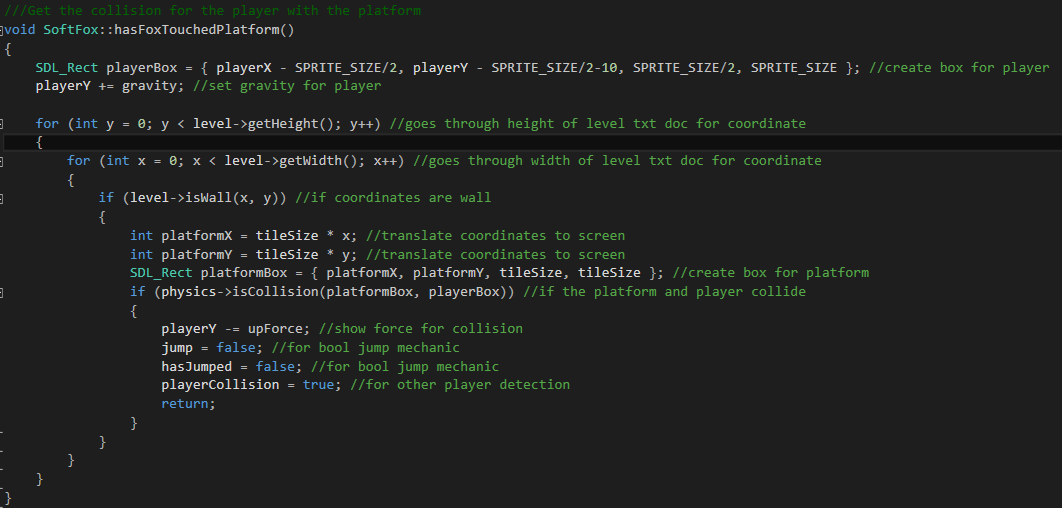 ///Get the collision for the player with the platform
void SoftFox::hasFoxTouchedPlatform()
{
    SDL_Rect playerBox = { playerX - SPRITE_SIZE/2, playerY - SPRITE_SIZE/2-10, SPRITE_SIZE/2, SPRITE_SIZE }; //create box for player
    playerY += gravity; //set gravity for player

    for (int y = 0; y < level->getHeight(); y++) //goes through height of level txt doc for coordinate
    {
        for (int x = 0; x < level->getWidth(); x++) //goes through width of level txt doc for coordinate
        {
            if (level->isWall(x, y)) //if coordinates are wall
            {
                int platformX = tileSize * x; //translate coordinates to screen
                int platformY = tileSize * y; //translate coordinates to screen
                SDL_Rect platformBox = { platformX, platformY, tileSize, tileSize }; //create box for platform
                if (physics->isCollision(platformBox, playerBox)) //if the platform and player collide
                {
                    playerY -= upForce; //show force for collision
                    jump = false; //for bool jump mechanic
                    hasJumped = false; //for bool jump mechanic
                    playerCollision = true; //for other player detection
                    return;
                }
            }
        }
    }
}